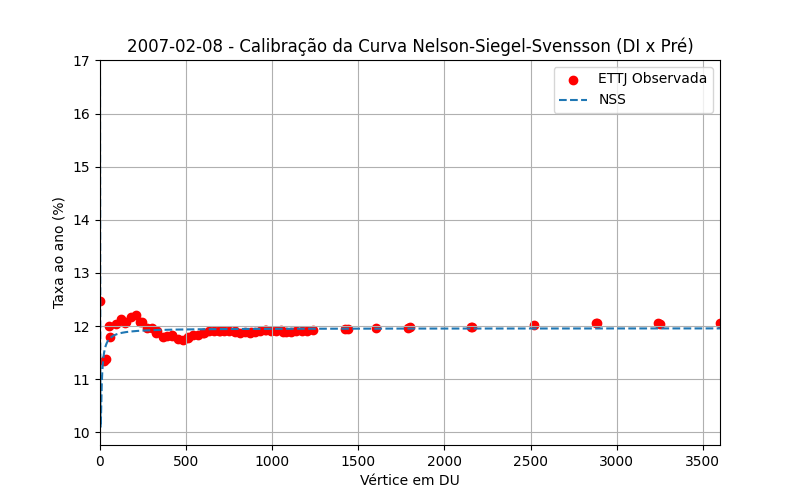 2007-02-08 - Calibração da Curva Nelson-Siegel-Svensson (DI x Pré)
ETTJ Observada
NSS
Taxa ao ano (%)
17
16
15
14
13
12
11
10
0 500 1000 1500 2000 2500 3000 3500
Vértice em DU